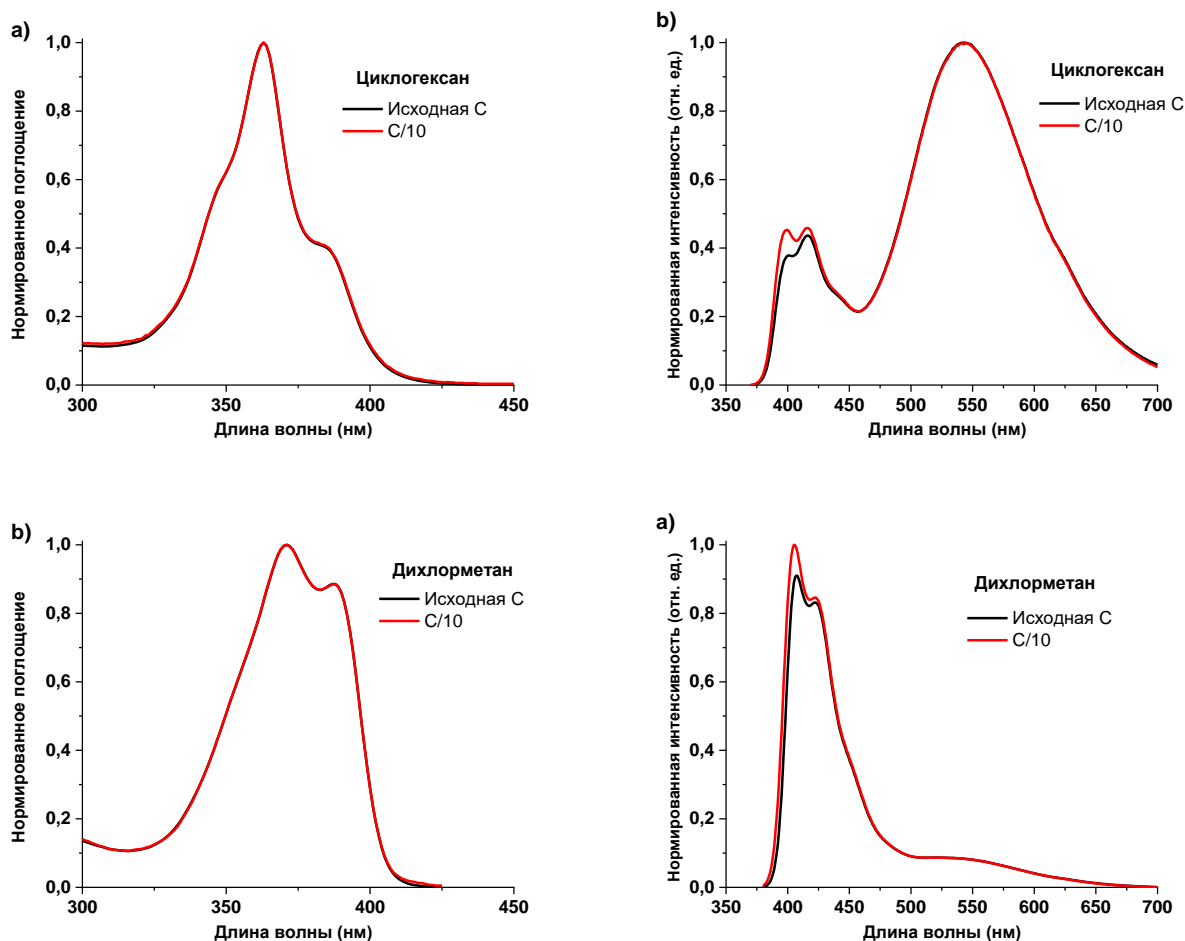 a)
Нормированное поглощение
1,0
0,8
0,6
0,4
0,2
0,0
Циклогексан
Исходная С
С/10
300
350
400
450
Длина волны (нм)
b)
Нормированная интенсивность (отн. ед.)
1,0
0,8
0,6
0,4
0,2
0,0
Циклогексан
Исходная С
С/10
350
400
450
500
550
600
650
700
Длина волны (нм)
b)
Нормированное поглощение
1,0
0,8
0,6
0,4
0,2
0,0
Дихлорметан
Исходная С
С/10
300
350
400
450
Длина волны (нм)
a)
Нормированная интенсивность (отн. ед.)
1,0
0,8
0,6
0,4
0,2
0,0
Дихлорметан
Исходная С
С/10
350
400
450
500
550
600
650
700
Длина волны (нм)